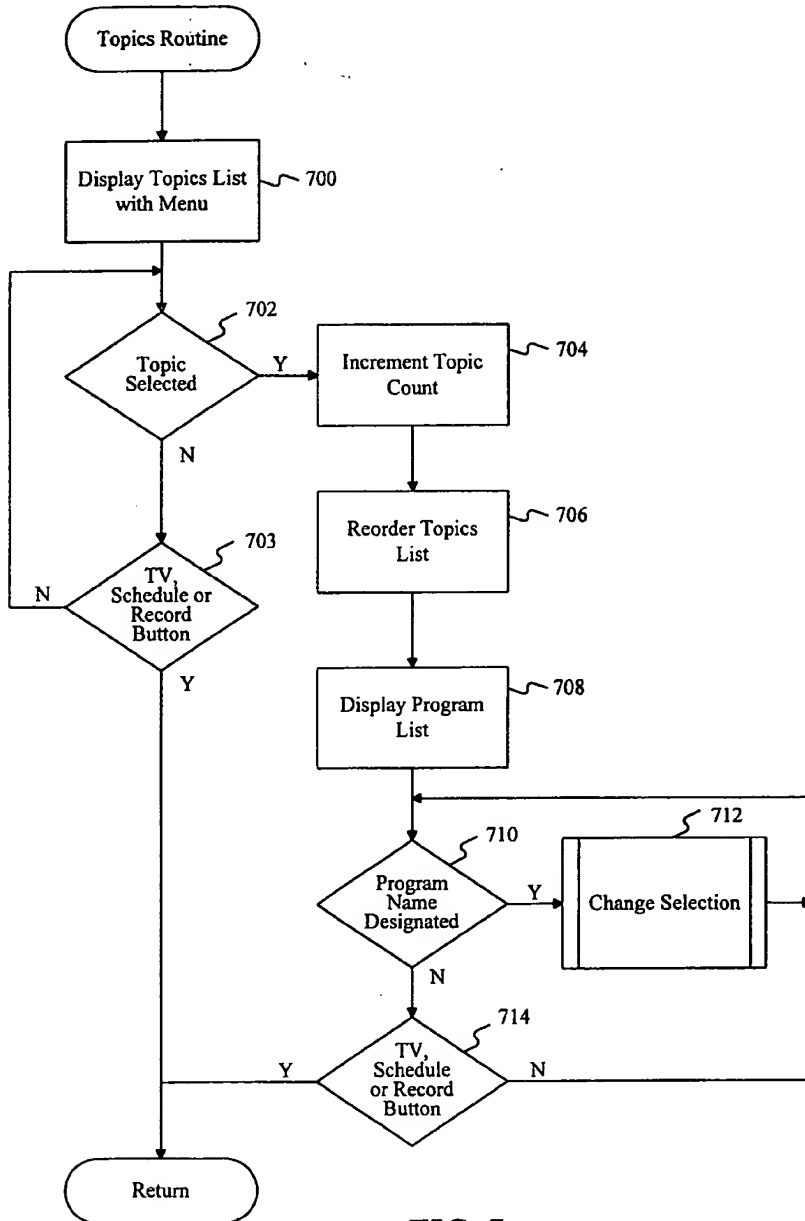 Topics Routine
Display Topics List
with Menu
700
702
Topic
Selected
Y
N
Increment Topic
Count
704
Reorder Topics
List
706
703
TV,
Schedule or
Record
Button
N
Y
Display Program
List
708
710
Program
Name
Designated
Y
N
712
Change Selection
714
TV,
Schedule
or Record
Button
Y
N
Return